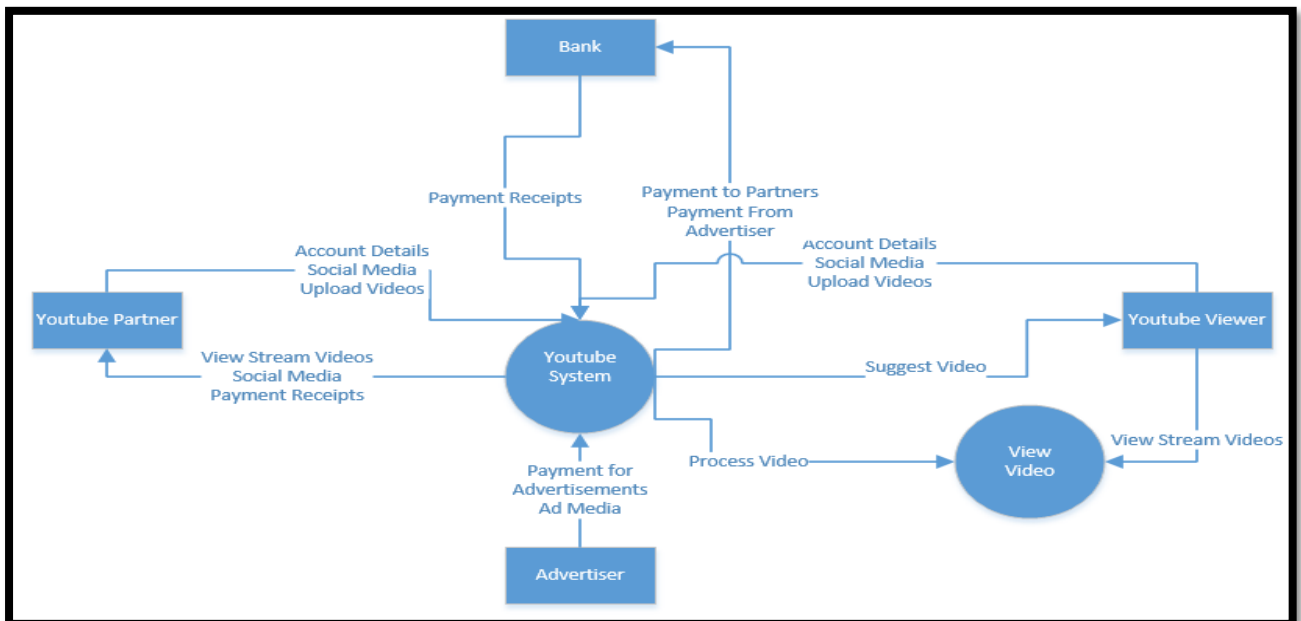 Bank
Payment Receipts
Payment to Partners
Payment From
Advertiser
Account Details
Social Media
Upload Videos
Account Details
Social Media
Upload Videos
Youtube Partner
Youtube Viewer
View Stream Videos
Social Media
Payment Receipts
Youtube
System
Suggest Video
View Stream Videos
Process Video
View
Video
Payment for
Advertisements
Ad Media
Advertiser